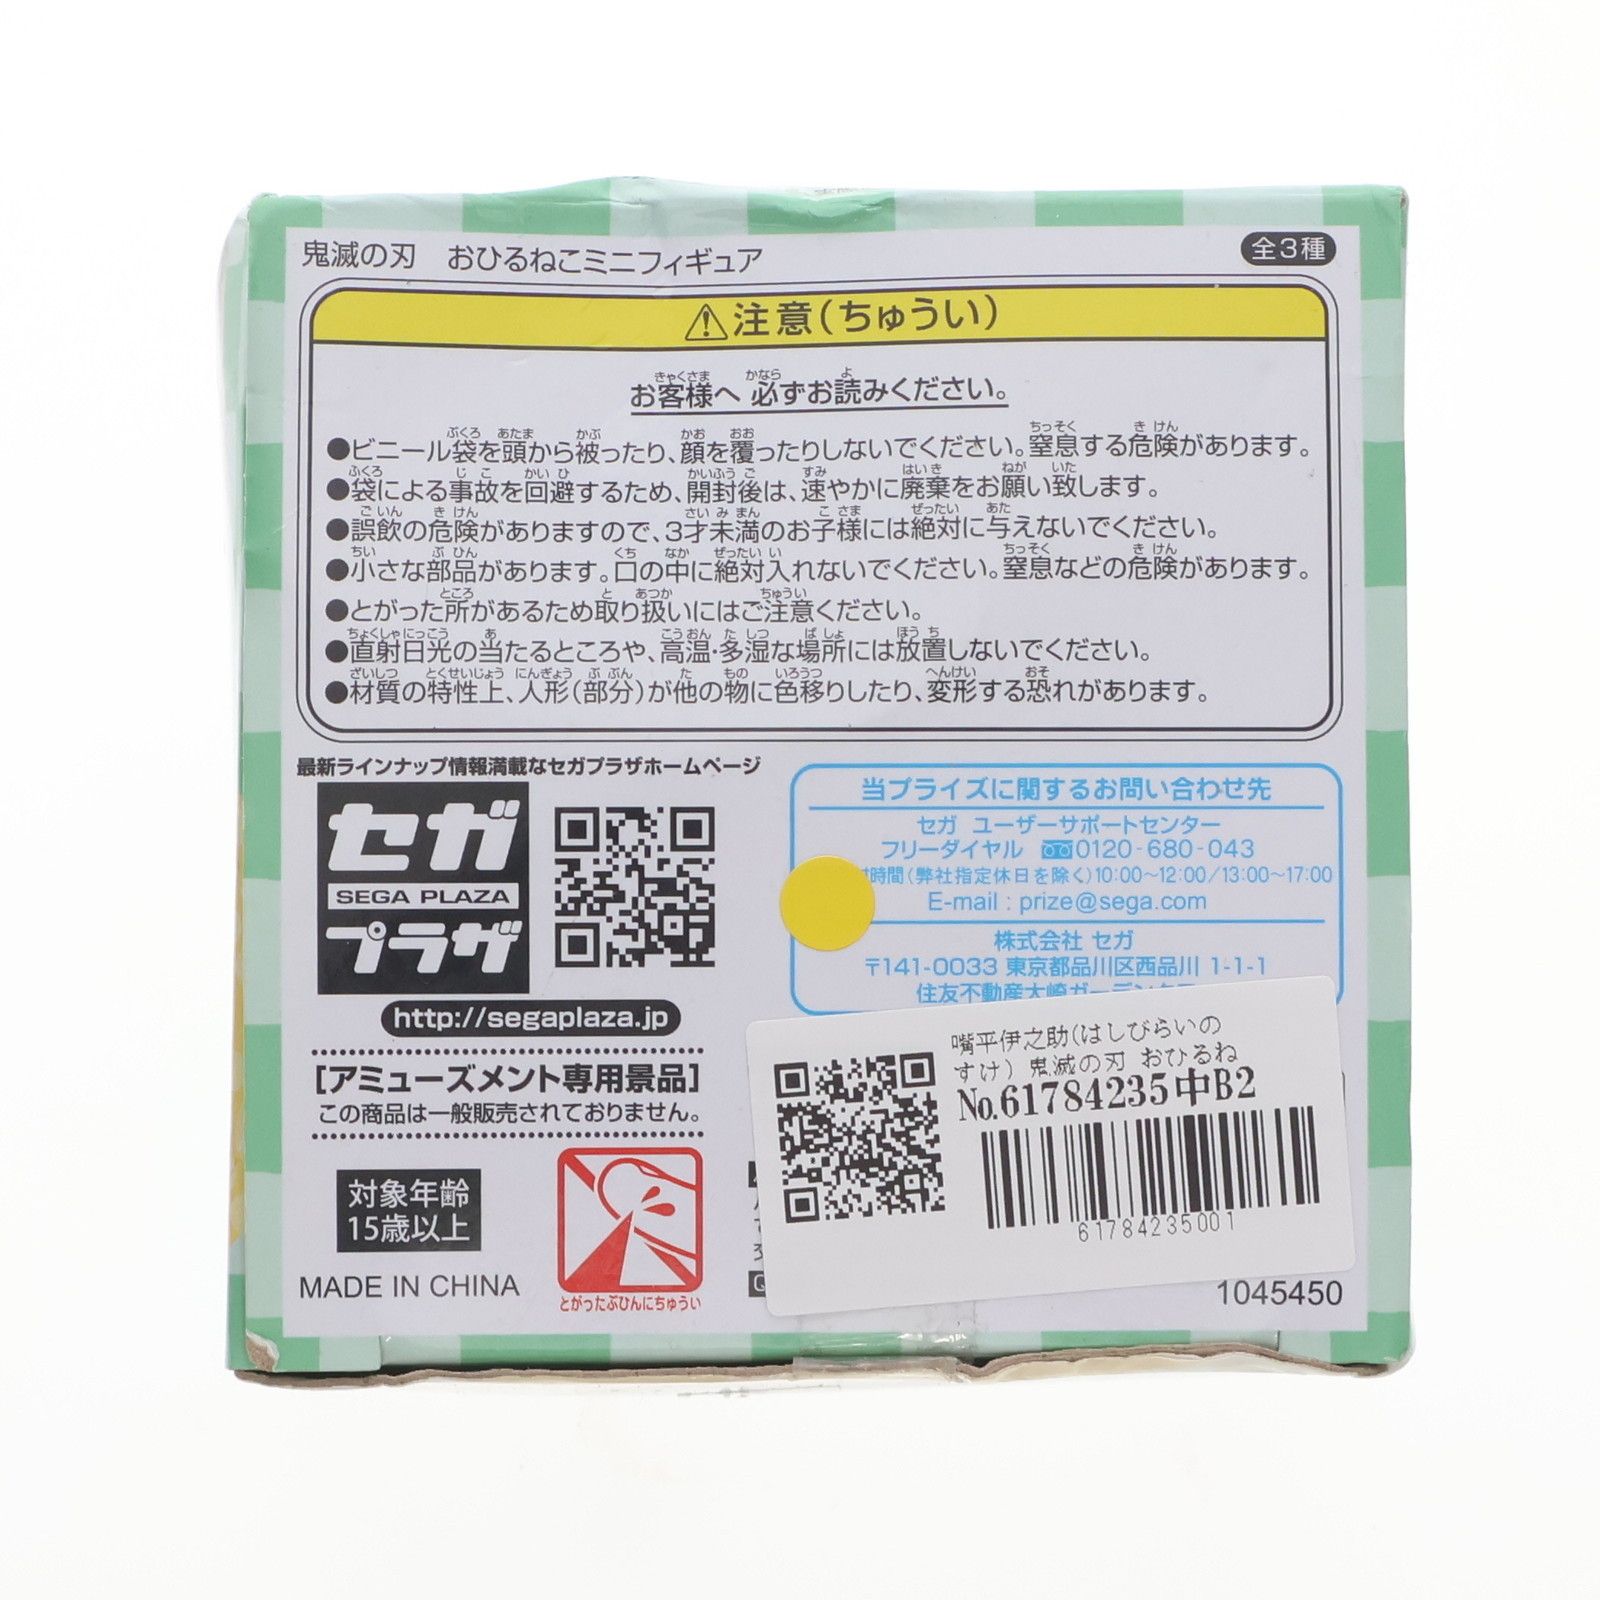 鬼滅の刃 おひるねこミニフィギュア
全3種
注意(ちゅうい)
お客様へ 必ずお読みください。
●ビニール袋を頭から被ったり、顔を覆ったりしないでください。窒息する危険があります。
●袋による事故を回避するため、開封後は、速やかに廃棄をお願い致します。
●誤飲の危険がありますので、3才未満のお子様には絶対に与えないでください。
●小さな部品があります。口の中に絶対入れないでください。窒息などの危険があります。
●とがった所があるため取り扱いにはご注意ください。
●直射日光の当たるところや、高温・多湿な場所には放置しないでください。
●材質の特性上、人形(部分)が他の物に色移りしたり、変形する恐れがあります。
最新ラインナップ情報満載なセガプラザホームページ
セガ
SEGA PLAZA
プラザ
http://segaplaza.jp
[アミューズメント専用景品]
この商品は一般販売されておりません。
対象年齢
15歳以上
MADE IN CHINA
とがったぶひんにちゅうい
当プライズに関するお問い合わせ先
セガ ユーザーサポートセンター
フリーダイヤル 0120-680-043
時間(弊社指定休日を除く)10:00~12:00/13:00~17:00
E-mail : prize@sega.com
株式会社 セガ
〒141-0033 東京都品川区西品川 1-1-1
住友不動産大崎ガーデン
嘴平伊之助(はしびらいの
すけ) 鬼滅の刃 おひるね
No.61784235中B2
61784235001
1045450